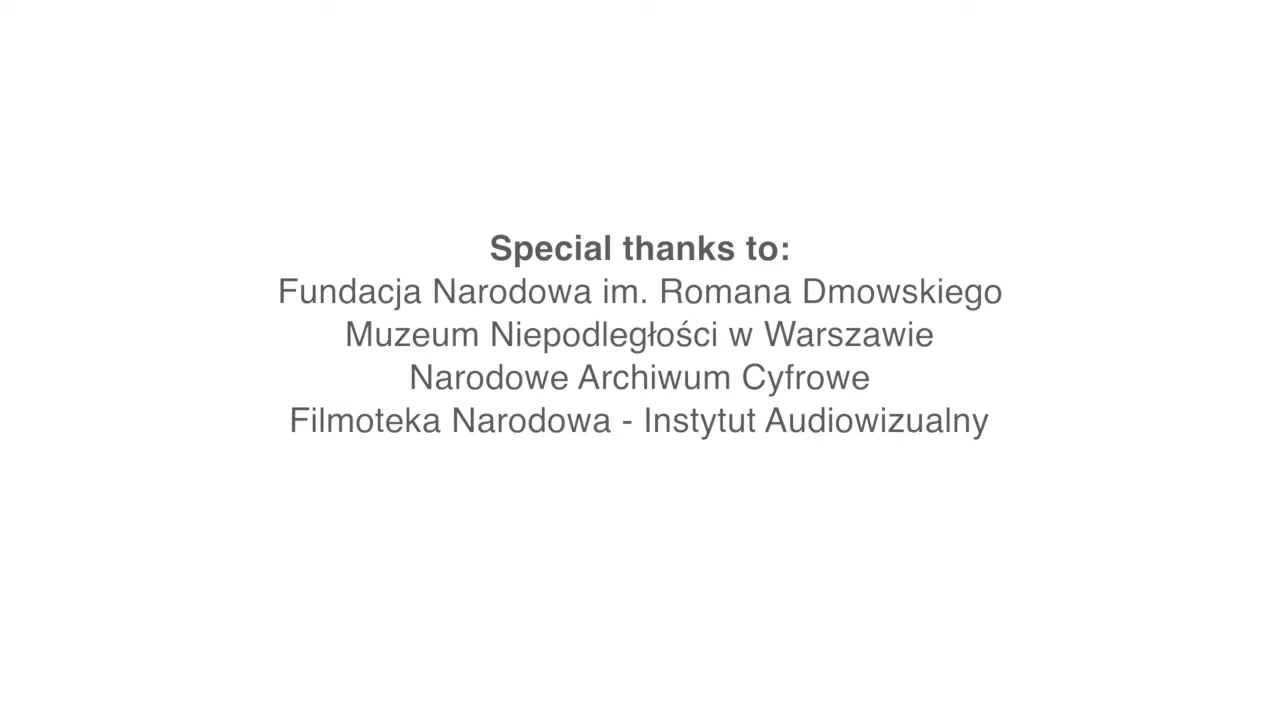 Special thanks to:
Fundacja Narodowa im. Romana Dmowskiego
Muzeum Niepodległości w Warszawie
Narodowe Archiwum Cyfrowe
Filmoteka Narodowa - Instytut Audiowizualny